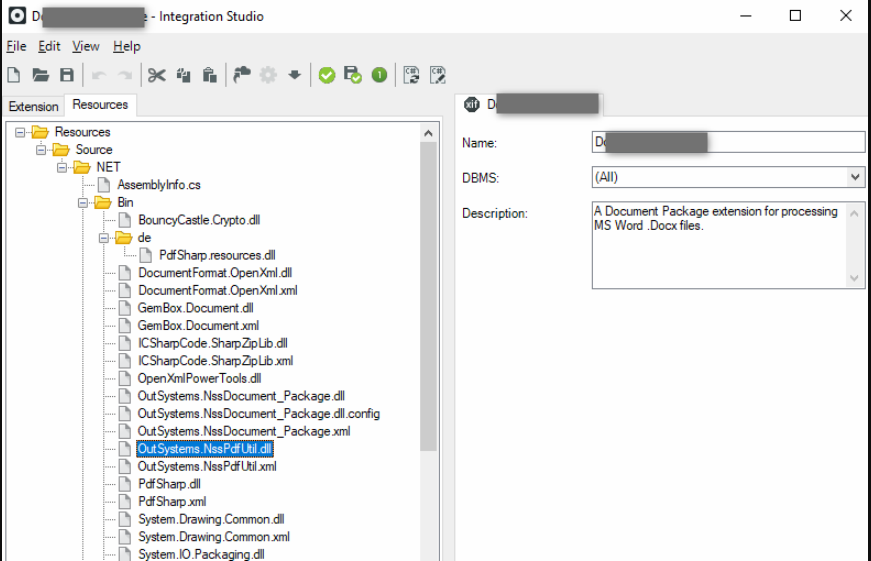 D - Integration Studio
File Edit View Help
Extension Resources
Resources
Source
NET
AssemblyInfo.cs
Bin
BouncyCastle.Crypto.dll
de
PdfSharp.resources.dll
DocumentFormat.OpenXml.dll
DocumentFormat.OpenXml.xml
GemBox.Document.dll
GemBox.Document.xml
ICSharpCode.SharpZipLib.dll
ICSharpCode.SharpZipLib.xml
OpenXmlPowerTools.dll
OutSystems.NssDocument_Package.dll
OutSystems.NssDocument_Package.dll.config
OutSystems.NssDocument_Package.xml
OutSystems.NssPdfUtil.dll
OutSystems.NssPdfUtil.xml
PdfSharp.dll
PdfSharp.xml
System.Drawing.Common.dll
System.Drawing.Common.xml
System.IO.Packaging.dll
xif D
Name: Do
DBMS: (All)
Description: A Document Package extension for processing
MS Word .Docx files.